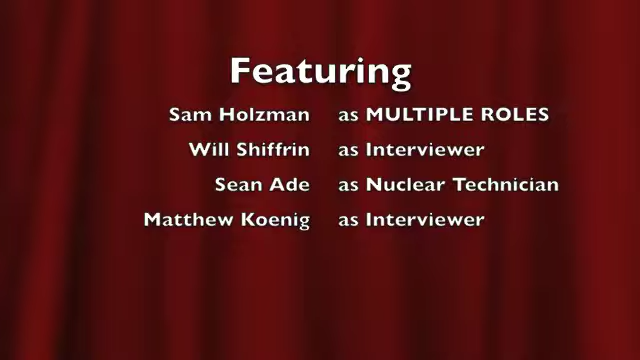 Featuring
Sam Holzman as MULTIPLE ROLES
Will Shiffrin as Interviewer
Sean Ade as Nuclear Technician
Matthew Koenig as Interviewer